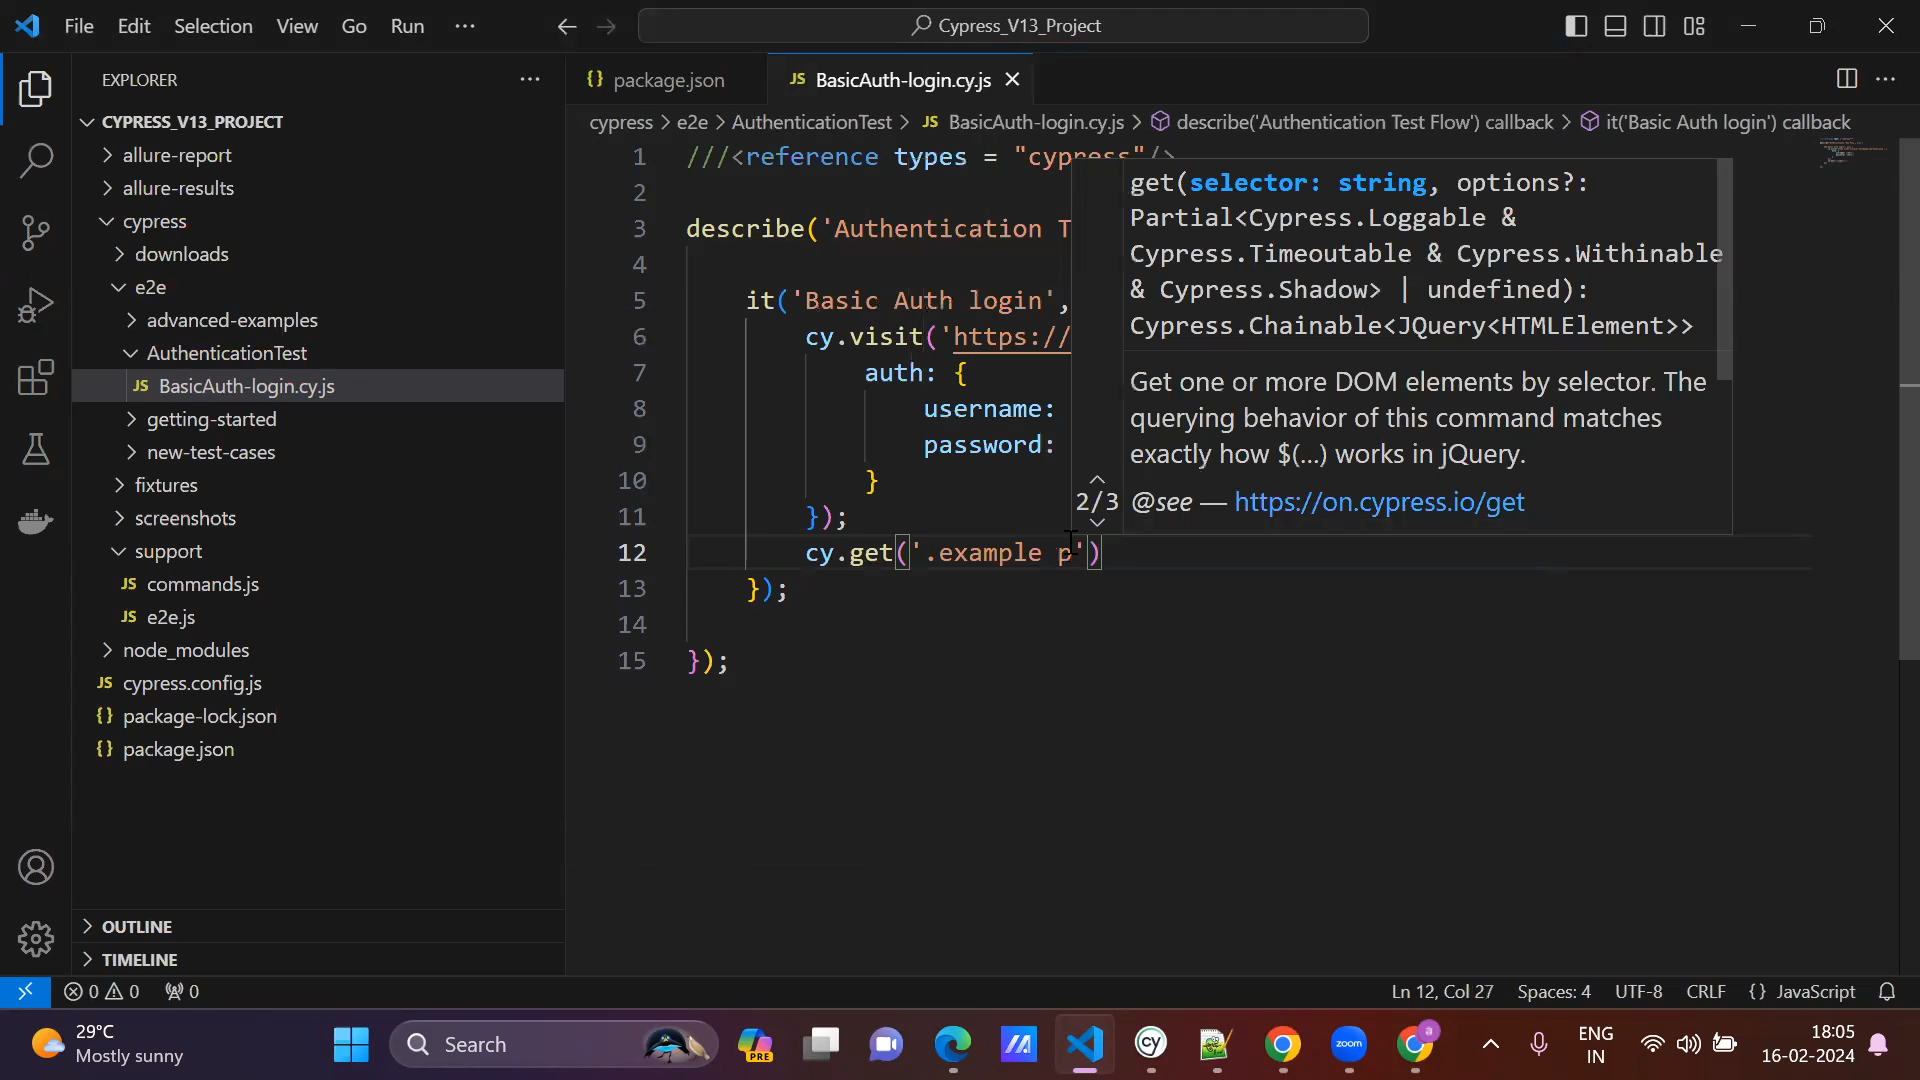 File Edit Selection View Go Run ···
Cypress_V13_Project
EXPLORER
CYPRESS_V13_PROJECT
allure-report
allure-results
cypress
downloads
e2e
advanced-examples
AuthenticationTest
JS BasicAuth-login.cy.js
getting-started
new-test-cases
fixtures
screenshots
support
JS commands.js
JS e2e.js
node_modules
JS cypress.config.js
{} package-lock.json
{} package.json
OUTLINE
TIMELINE
{} package.json JS BasicAuth-login.cy.js
cypress > e2e > AuthenticationTest > JS BasicAuth-login.cy.js > describe('Authentication Test Flow') callback > it('Basic Auth login') callback
1 ///<reference types = "cypress"/>
2
3 describe('Authentication T
4
5 it('Basic Auth login',
6 cy.visit('https://
7 auth: {
8 username:
9 password:
10 }
11 });
12 cy.get('.example p')
13 });
14
15 });
get(selector: string, options?:
Partial<Cypress.Loggable &
Cypress.Timeoutable & Cypress.Withinable
& Cypress.Shadow> | undefined):
Cypress.Chainable<JQuery<HTMLElement>>
Get one or more DOM elements by selector. The
querying behavior of this command matches
exactly how $(...) works in jQuery.
2/3
@see — https://on.cypress.io/get
0 0 0
Ln 12, Col 27 Spaces: 4 UTF-8 CRLF {} JavaScript
29°C
Mostly sunny
Search
PRE
cy
zoom
a
ENG
IN
18:05
16-02-2024